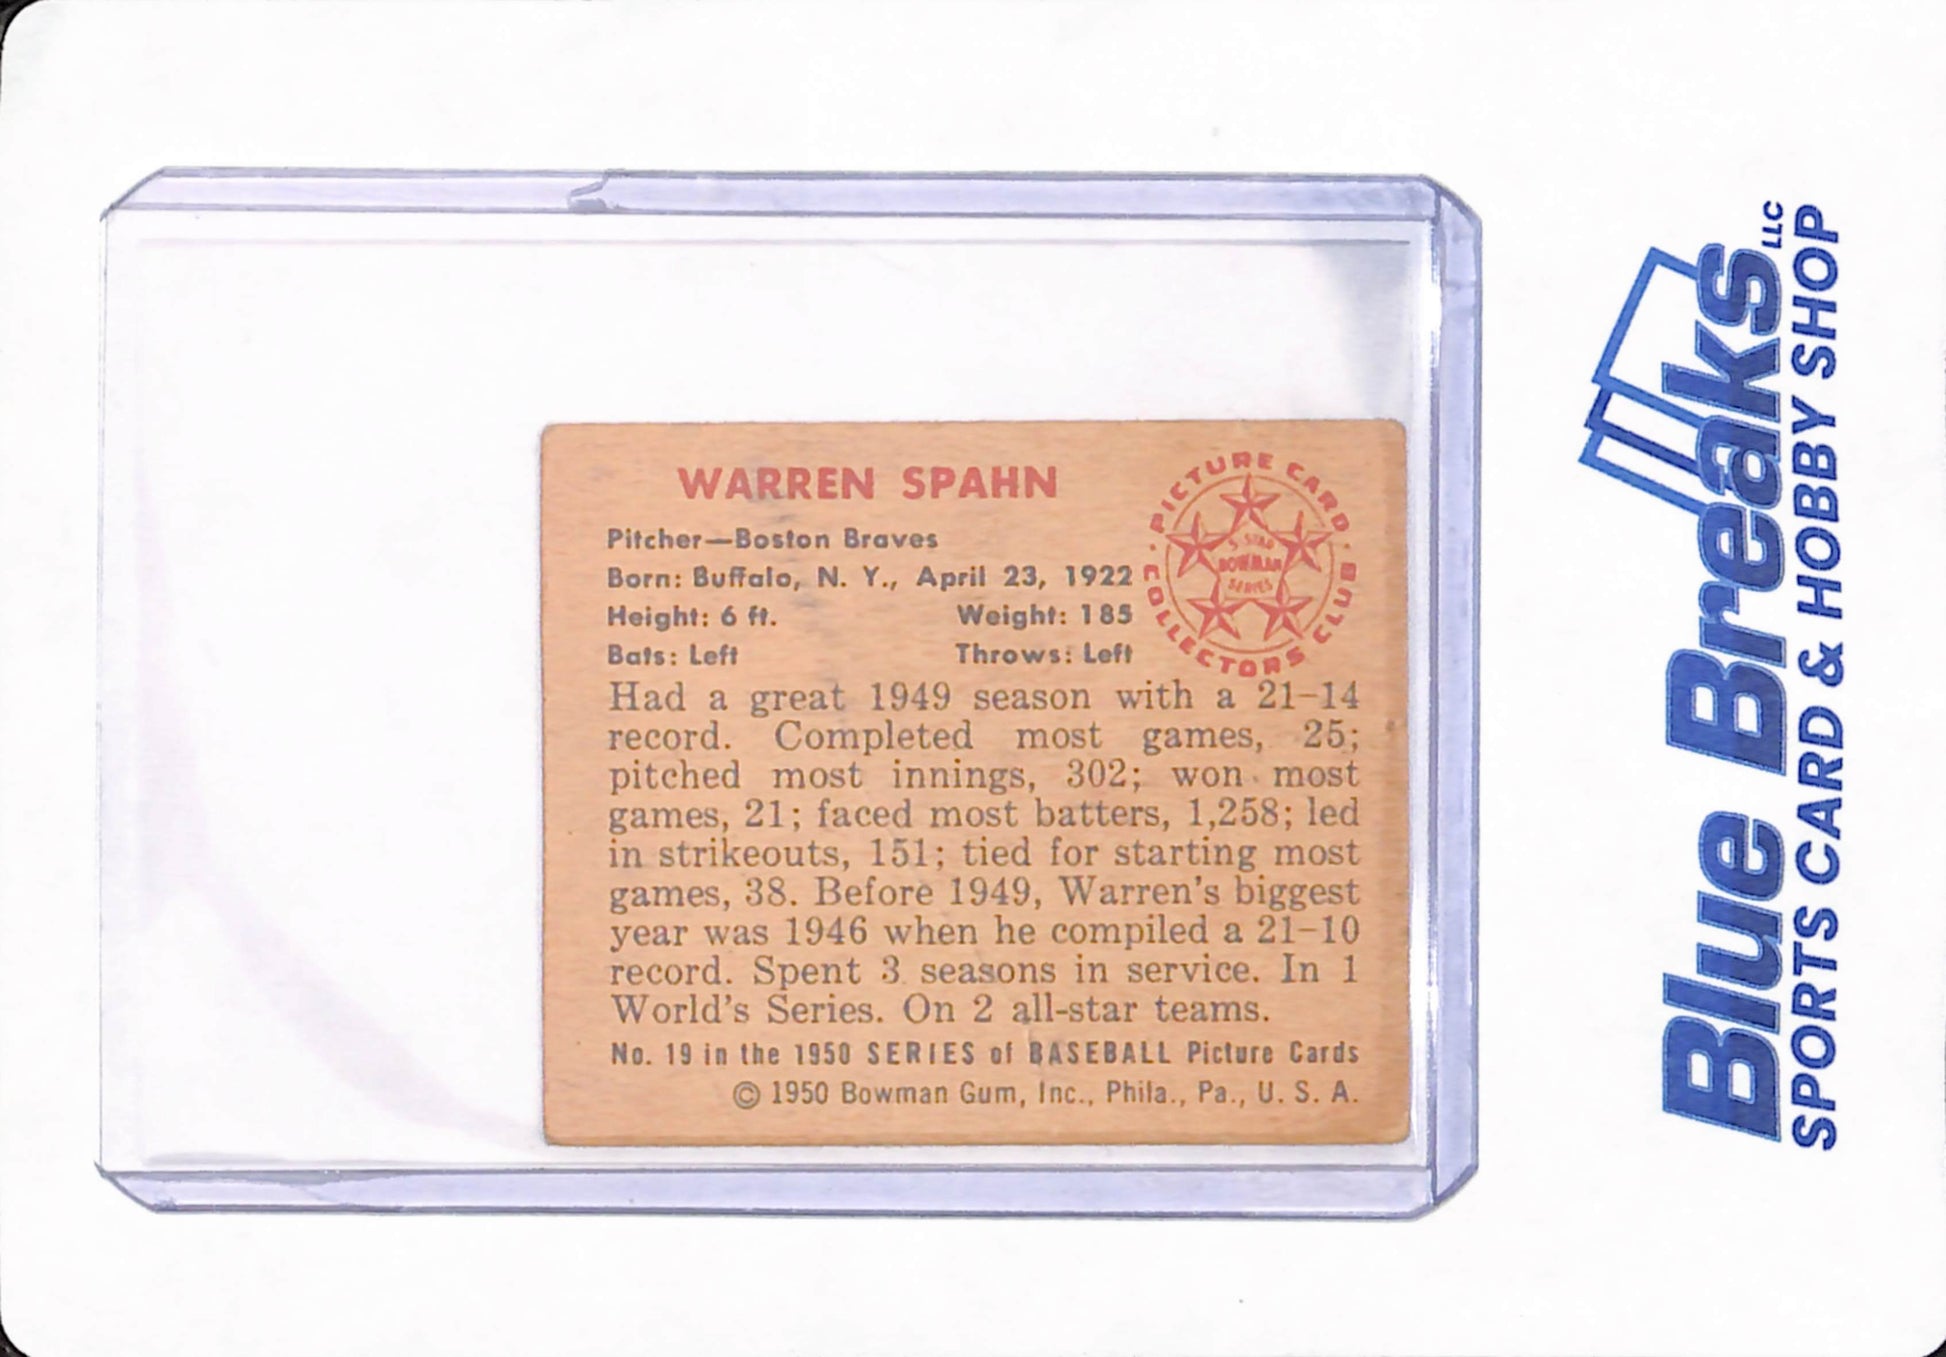 WARREN SPAHN
Pitcher—Boston Braves
Born: Buffalo, N. Y., April 23, 1922
Height: 6 ft. Weight: 185
Bats: Left Throws: Left
PICTURE CARD
COLLECTORS CLUB
5 STAR
BOWMAN
SERIES
Had a great 1949 season with a 21–14
record. Completed most games, 25;
pitched most innings, 302; won most
games, 21; faced most batters, 1,258; led
in strikeouts, 151; tied for starting most
games, 38. Before 1949, Warren's biggest
year was 1946 when he compiled a 21–10
record. Spent 3 seasons in service. In 1
World's Series. On 2 all-star teams.
No. 19 in the 1950 SERIES of BASEBALL Picture Cards
© 1950 Bowman Gum, Inc., Phila., Pa., U. S. A.
Blue Breaks LLC
SPORTS CARD & HOBBY SHOP